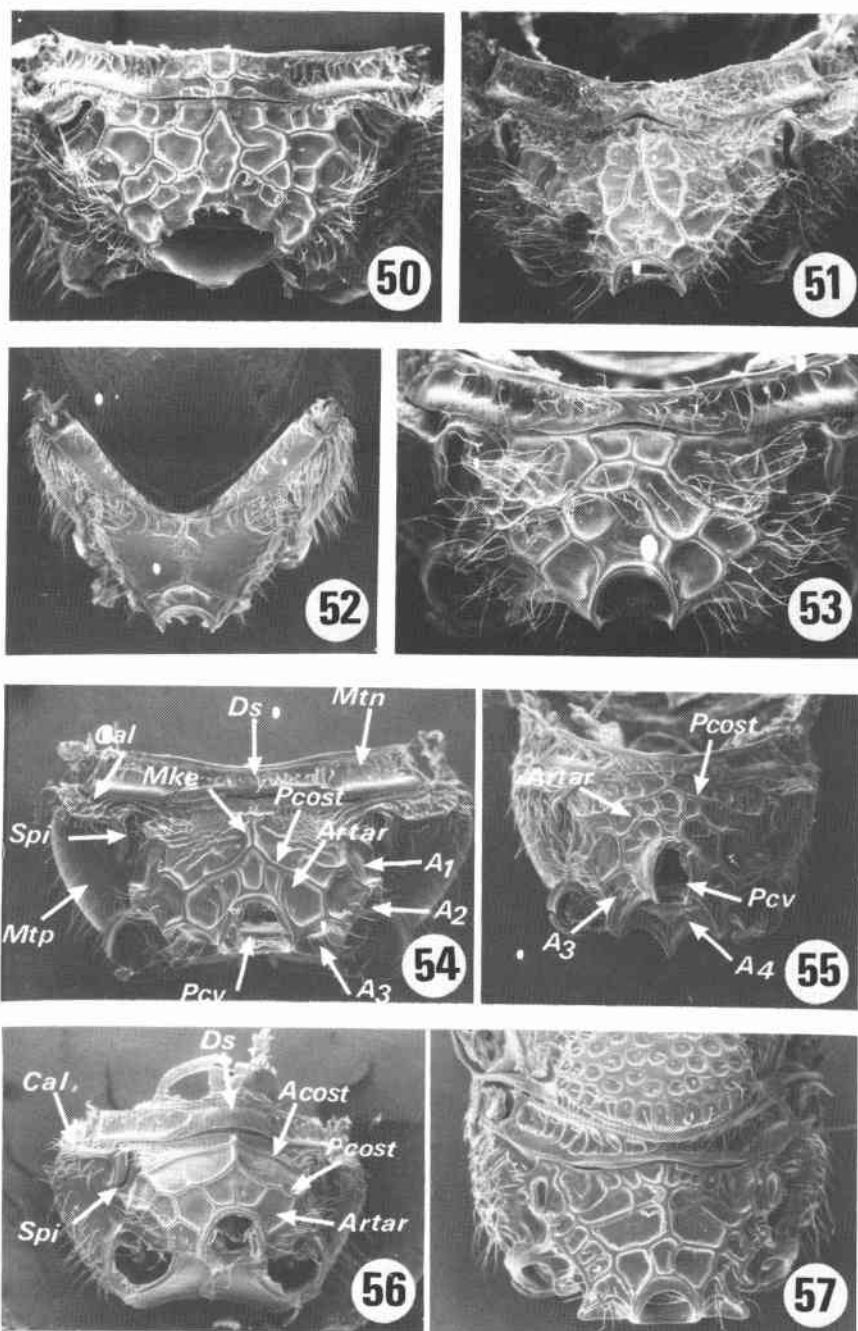 50
51
52
53
Ds
Mtn
Cal
Mke
Pcost
Artar
Spi
A1
A2
Mtp
Pcv
A3
54
Pcost
Artar
Pcv
A3
A4
55
Ds
Cal.
Acost
Pcost
Artar
Spi
56
57